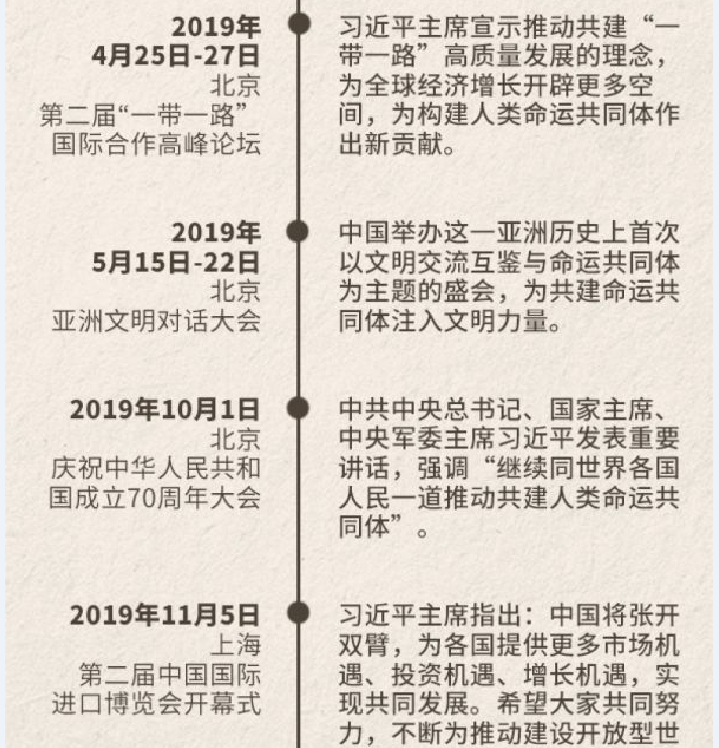 2019年
4月25日-27日
北京
第二届“一带一路”
国际合作高峰论坛
习近平主席宣示推动共建“一
带一路”高质量发展的理念，
为全球经济增长开辟更多空
间，为构建人类命运共同体作
出新贡献。
2019年
5月15日-22日
北京
亚洲文明对话大会
中国举办这一亚洲历史上首次
以文明交流互鉴与命运共同体
为主题的盛会，为共建命运共
同体注入文明力量。
2019年10月1日
北京
庆祝中华人民共和
国成立70周年大会
中共中央总书记、国家主席、
中央军委主席习近平发表重要
讲话，强调“继续同世界各国
人民一道推动共建人类命运共
同体”。
2019年11月5日
上海
第二届中国国际
进口博览会开幕式
习近平主席指出：中国将张开
双臂，为各国提供更多市场机
遇、投资机遇、增长机遇，实
现共同发展。希望大家共同努
力，不断为推动建设开放型世